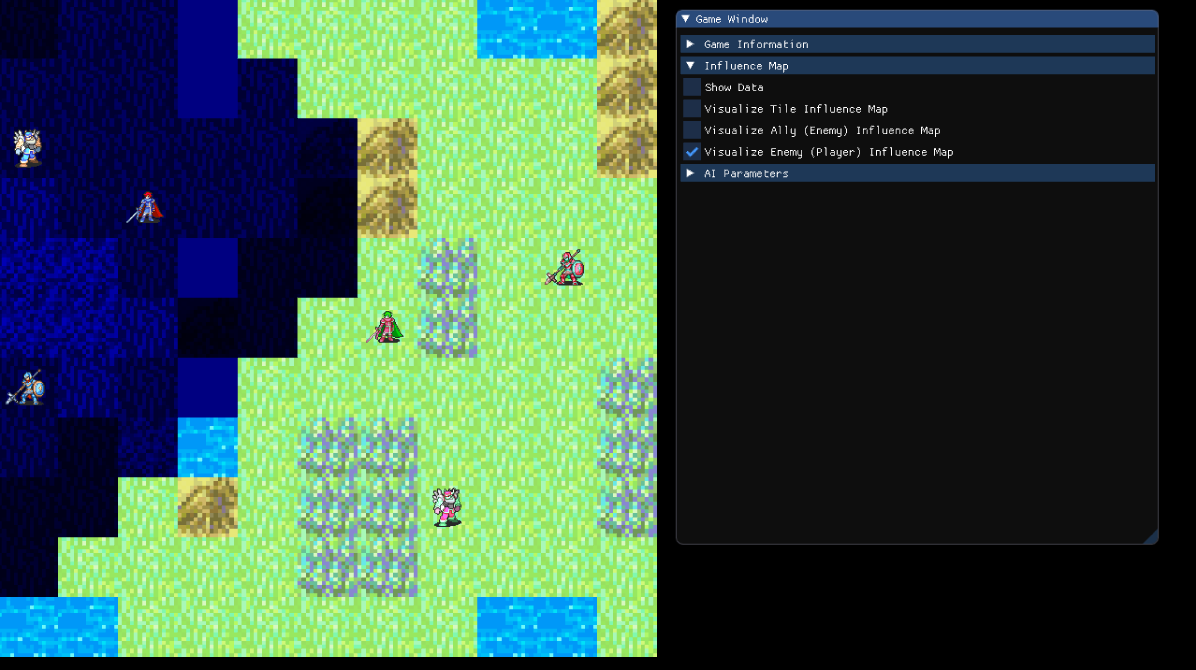 Game Window
Game Information
Influence Map
Show Data
Visualize Tile Influence Map
Visualize Ally (Enemy) Influence Map
Visualize Enemy (Player) Influence Map
AI Parameters